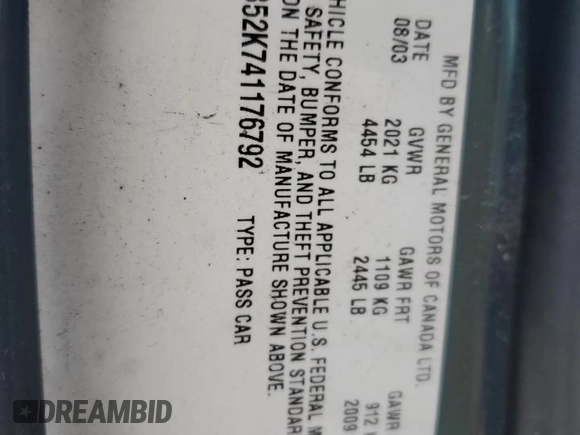 MFD BY GENERAL MOTORS OF CANADA LTD.
DATE GVWR GAWR FRT GAWR
08/03 2021 KG 1109 KG 912
4454 LB 2445 LB 2009
HICLE CONFORMS TO ALL APPLICABLE U.S. FEDERAL M
SAFETY, BUMPER, AND THEFT PREVENTION STANDAR
ON THE DATE OF MANUFACTURE SHOWN ABOVE.
52K741176792 TYPE: PASS CAR
DREAMBID